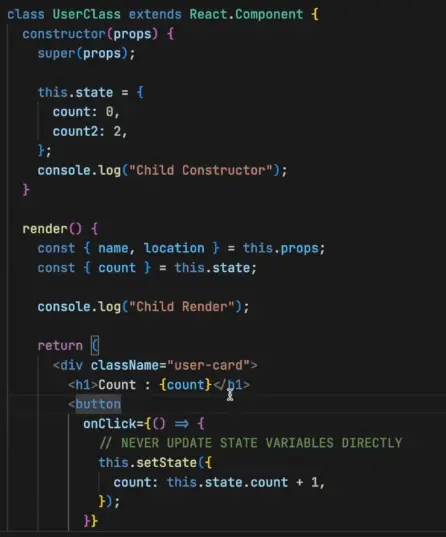 class UserClass extends React.Component {
  constructor(props) {
    super(props);

    this.state = {
      count: 0,
      count2: 2,
    };
    console.log("Child Constructor");
  }

  render() {
    const { name, location } = this.props;
    const { count } = this.state;

    console.log("Child Render");

    return (
      <div className="user-card">
        <h1>Count : {count}</h1>
        <button
          onClick={() => {
            // NEVER UPDATE STATE VARIABLES DIRECTLY
            this.setState({
              count: this.state.count + 1,
            });
          }}